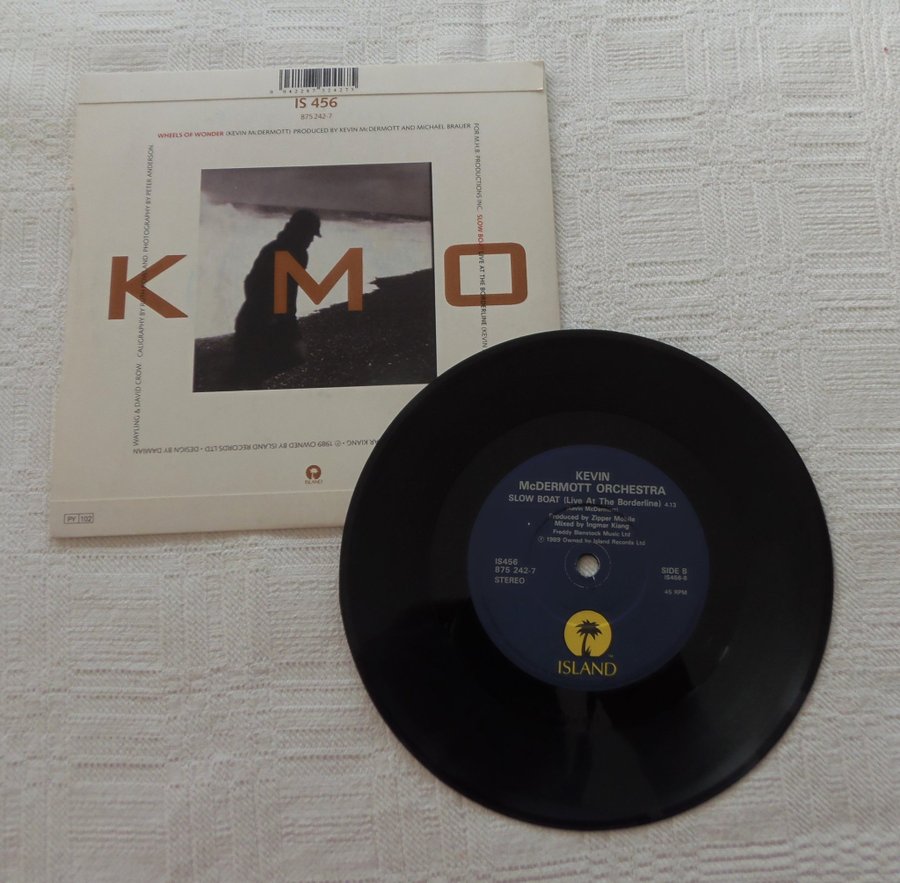 IS 456
875 242-7
WHEELS OF WONDER (KEVIN McDERMOTT) PRODUCED BY KEVIN McDERMOTT AND MICHAEL BRAUER
FOR M.H.B. PRODUCTIONS INC. SLOW BOAT (LIVE AT THE BORDERLINE) (KEVIN
KIANG • ℗ 1989 OWNED BY ISLAND RECORDS LTD • DESIGN BY DAMIAN
WAYLING & DAVID CROW. CALIGRAPHY BY AND PHOTOGRAPHY BY PETER ANDERSON
K M O
ISLAND
PY 102
KEVIN
McDERMOTT ORCHESTRA
SLOW BOAT (Live At The Borderline) 4.13
(Kevin McDermott)
Produced by Zipper Mobile
Mixed by Ingmar Kiang
Freddy Bienstock Music Ltd
℗ 1989 Owned by Island Records Ltd
IS456
875 242-7
STEREO
SIDE B
IS456-B
45 RPM
ISLAND